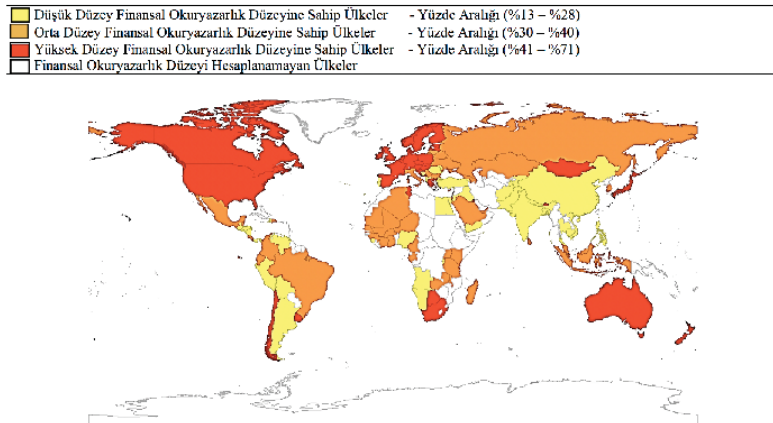 Düşük Düzey Finansal Okuryazarlık Düzeyine Sahip Ülkeler - Yüzde Aralığı (%13 – %28)
Orta Düzey Finansal Okuryazarlık Düzeyine Sahip Ülkeler - Yüzde Aralığı (%30 – %40)
Yüksek Düzey Finansal Okuryazarlık Düzeyine Sahip Ülkeler - Yüzde Aralığı (%41 – %71)
Finansal Okuryazarlık Düzeyi Hesaplanamayan Ülkeler